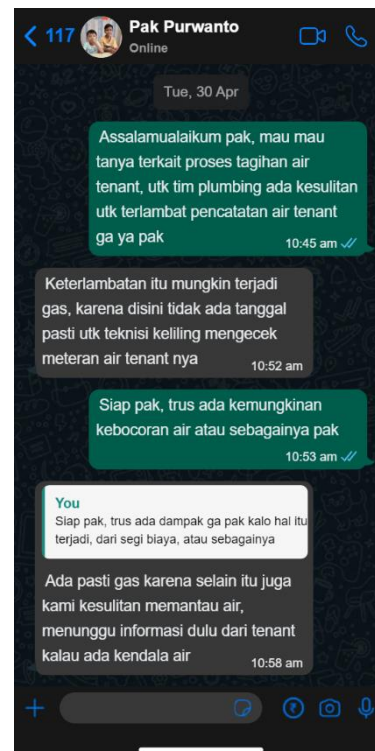 117
Pak Purwanto
Online
Tue, 30 Apr
Assalamualaikum pak, mau mau
tanya terkait proses tagihan air
tenant, utk tim plumbing ada kesulitan
utk terlambat pencatatan air tenant
ga ya pak
10:45 am
Keterlambatan itu mungkin terjadi
gas, karena disini tidak ada tanggal
pasti utk teknisi keliling mengecek
meteran air tenant nya
10:52 am
Siap pak, trus ada kemungkinan
kebocoran air atau sebagainya pak
10:53 am
You
Siap pak, trus ada dampak ga pak kalo hal itu
terjadi, dari segi biaya, atau sebagainya
Ada pasti gas karena selain itu juga
kami kesulitan memantau air,
menunggu informasi dulu dari tenant
kalau ada kendala air
10:58 am